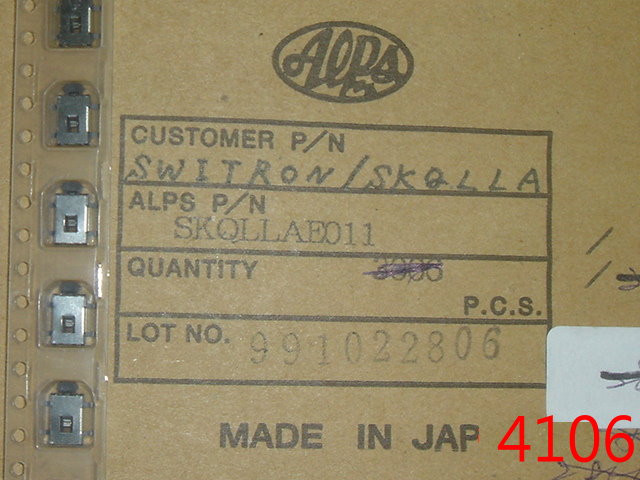 Alps
CUSTOMER P/N
SWITRON/SKQLLA
ALPS P/N
SKQLLAE011
QUANTITY
P.C.S.
LOT NO. 991022806
MADE IN JAP
4106